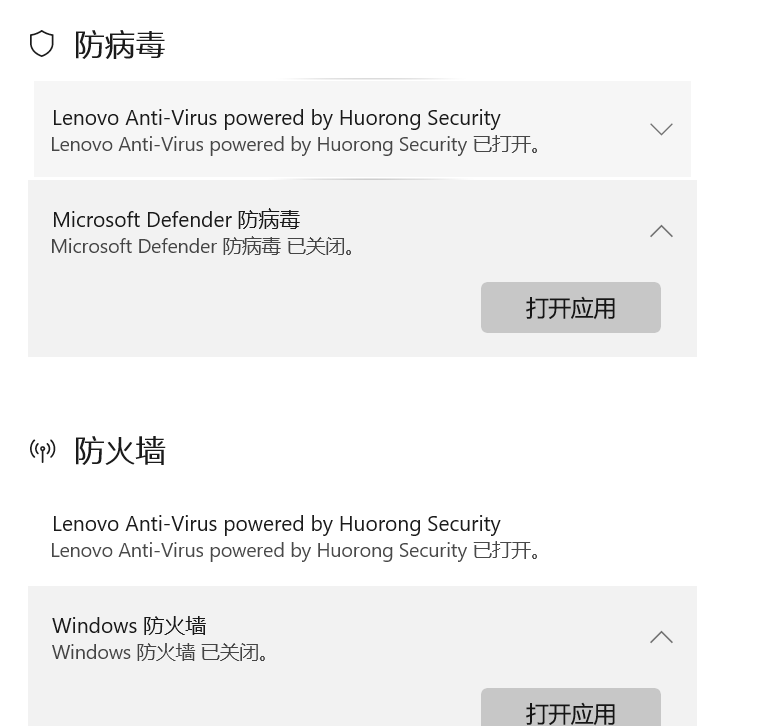 防病毒
Lenovo Anti-Virus powered by Huorong Security
Lenovo Anti-Virus powered by Huorong Security 已打开。
Microsoft Defender 防病毒
Microsoft Defender 防病毒 已关闭。
打开应用
防火墙
Lenovo Anti-Virus powered by Huorong Security
Lenovo Anti-Virus powered by Huorong Security 已打开。
Windows 防火墙
Windows 防火墙 已关闭。
打开应用